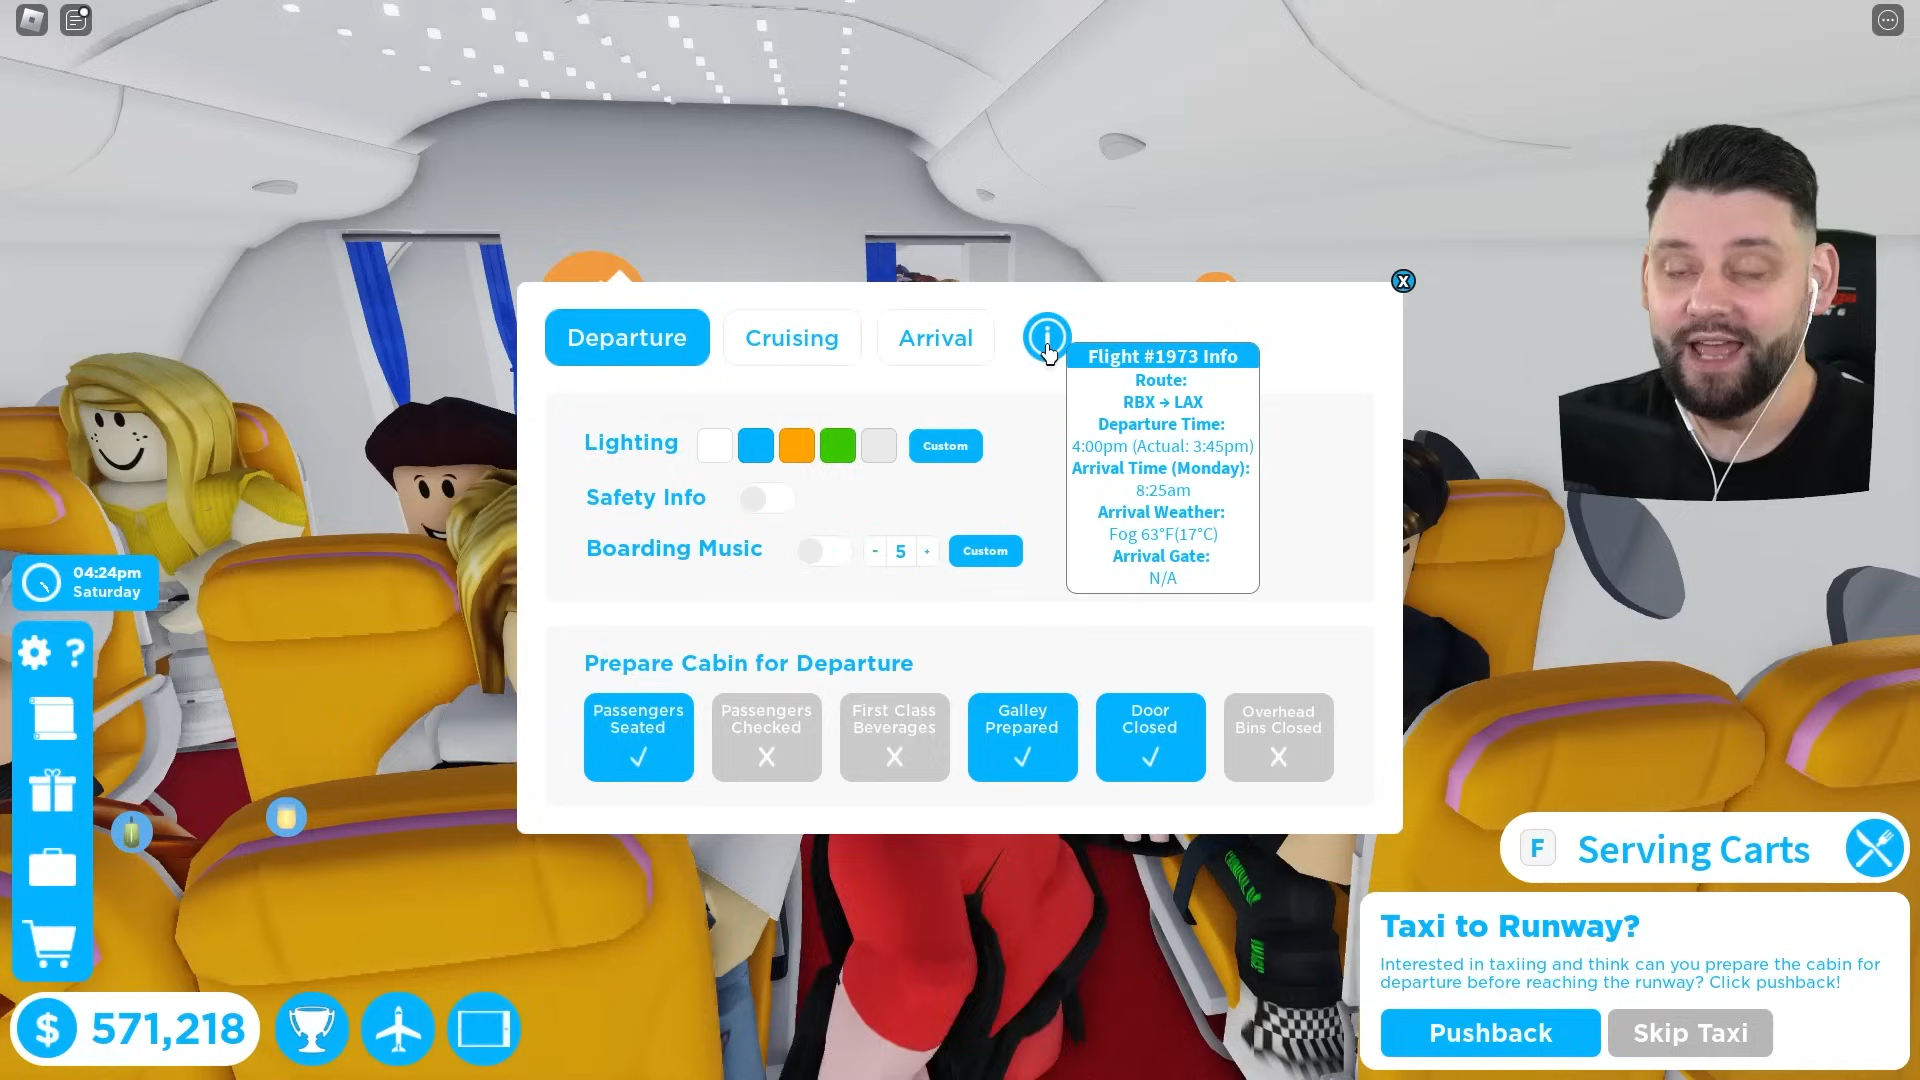 Departure
Cruising
Arrival
Flight #1973 Info
Route:
RBX → LAX
Departure Time:
4:00pm (Actual: 3:45pm)
Arrival Time (Monday):
8:25am
Arrival Weather:
Fog 63°F(17°C)
Arrival Gate:
N/A
X
Lighting
Custom
Safety Info
Boarding Music
- 5 +
Custom
Prepare Cabin for Departure
Passengers
Seated
Passengers
Checked
First Class
Beverages
Galley
Prepared
Door
Closed
Overhead
Bins Closed
04:24pm
Saturday
?
$ 571,218
F Serving Carts
Taxi to Runway?
Interested in taxiing and think can you prepare the cabin for
departure before reaching the runway? Click pushback!
Pushback
Skip Taxi